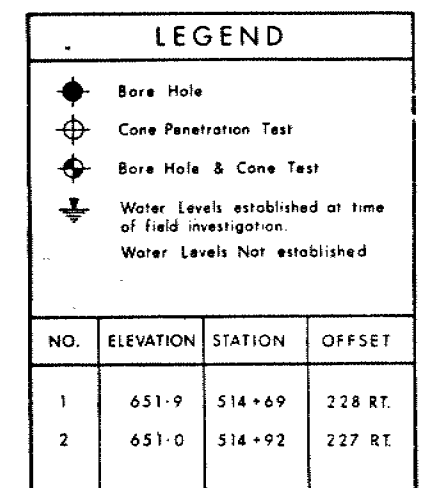 LEGEND
Bore Hole
Cone Penetration Test
Bore Hole & Cone Test
Water Levels established at time
of field investigation.
Water Levels Not established
NO. ELEVATION STATION OFFSET
1 651·9 514+69 228 RT.
2 651·0 514+92 227 RT.